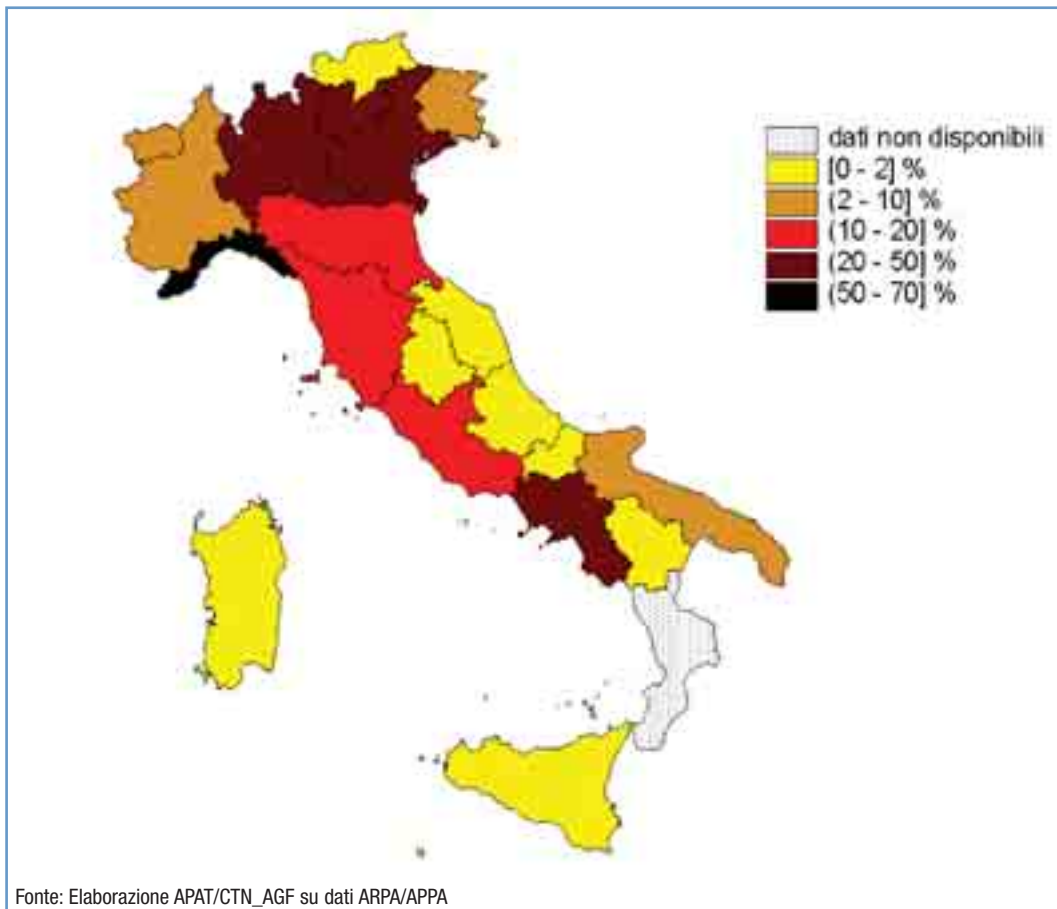 dati non disponibili
[0 - 2] %
(2 - 10] %
(10 - 20] %
(20 - 50] %
(50 - 70] %
Fonte: Elaborazione APAT/CTN_AGF su dati ARPA/APPA